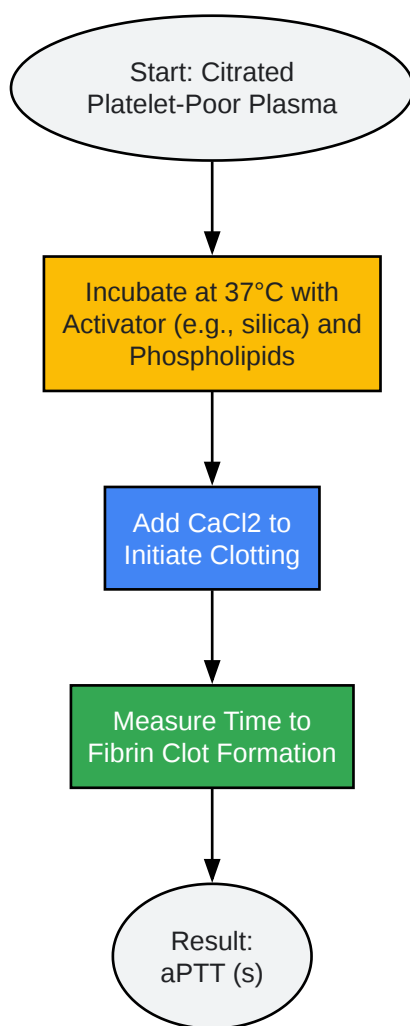 Start: Citrated
Platelet-Poor Plasma
Incubate at 37°C with
Activator (e.g., silica) and
Phospholipids
Add CaCl2 to
Initiate Clotting
Measure Time to
Fibrin Clot Formation
Result:
aPTT (s)